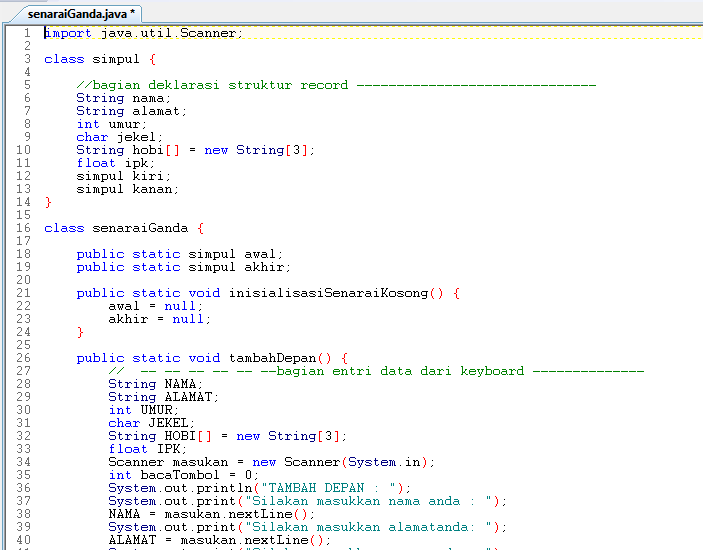 senaraiGanda.java *
1 import java.util.Scanner;
2
3 class simpul {
4
5 //bagian deklarasi struktur record ------------------------------
6 String nama;
7 String alamat;
8 int umur;
9 char jekel;
10 String hobi[] = new String[3];
11 float ipk;
12 simpul kiri;
13 simpul kanan;
14 }
15
16 class senaraiGanda {
17
18 public static simpul awal;
19 public static simpul akhir;
20
21 public static void inisialisasiSenaraiKosong() {
22 awal = null;
23 akhir = null;
24 }
25
26 public static void tambahDepan() {
27 // -- -- -- -- -- --bagian entri data dari keyboard --------------
28 String NAMA;
29 String ALAMAT;
30 int UMUR;
31 char JEKEL;
32 String HOBI[] = new String[3];
33 float IPK;
34 Scanner masukan = new Scanner(System.in);
35 int bacaTombol = 0;
36 System.out.println("TAMBAH DEPAN : ");
37 System.out.print("Silakan masukkan nama anda : ");
38 NAMA = masukan.nextLine();
39 System.out.print("Silakan masukkan alamatanda: ");
40 ALAMAT = masukan.nextLine();